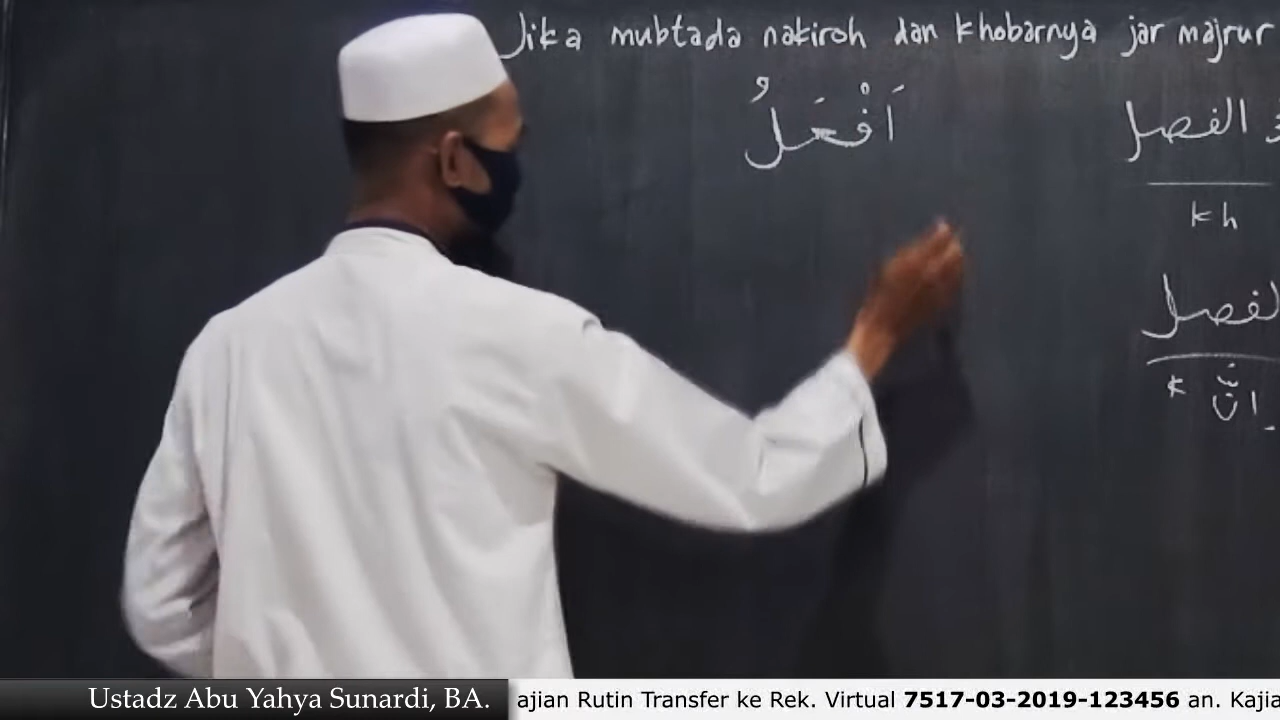 Jika mubtada nakiroh dan khobarnya jar majrur
اَفْعَلُ
الفصل
kh
لفصل
k
اِنَّ
Ustadz Abu Yahya Sunardi, BA.
ajian Rutin Transfer ke Rek. Virtual 7517-03-2019-123456 an. Kajia